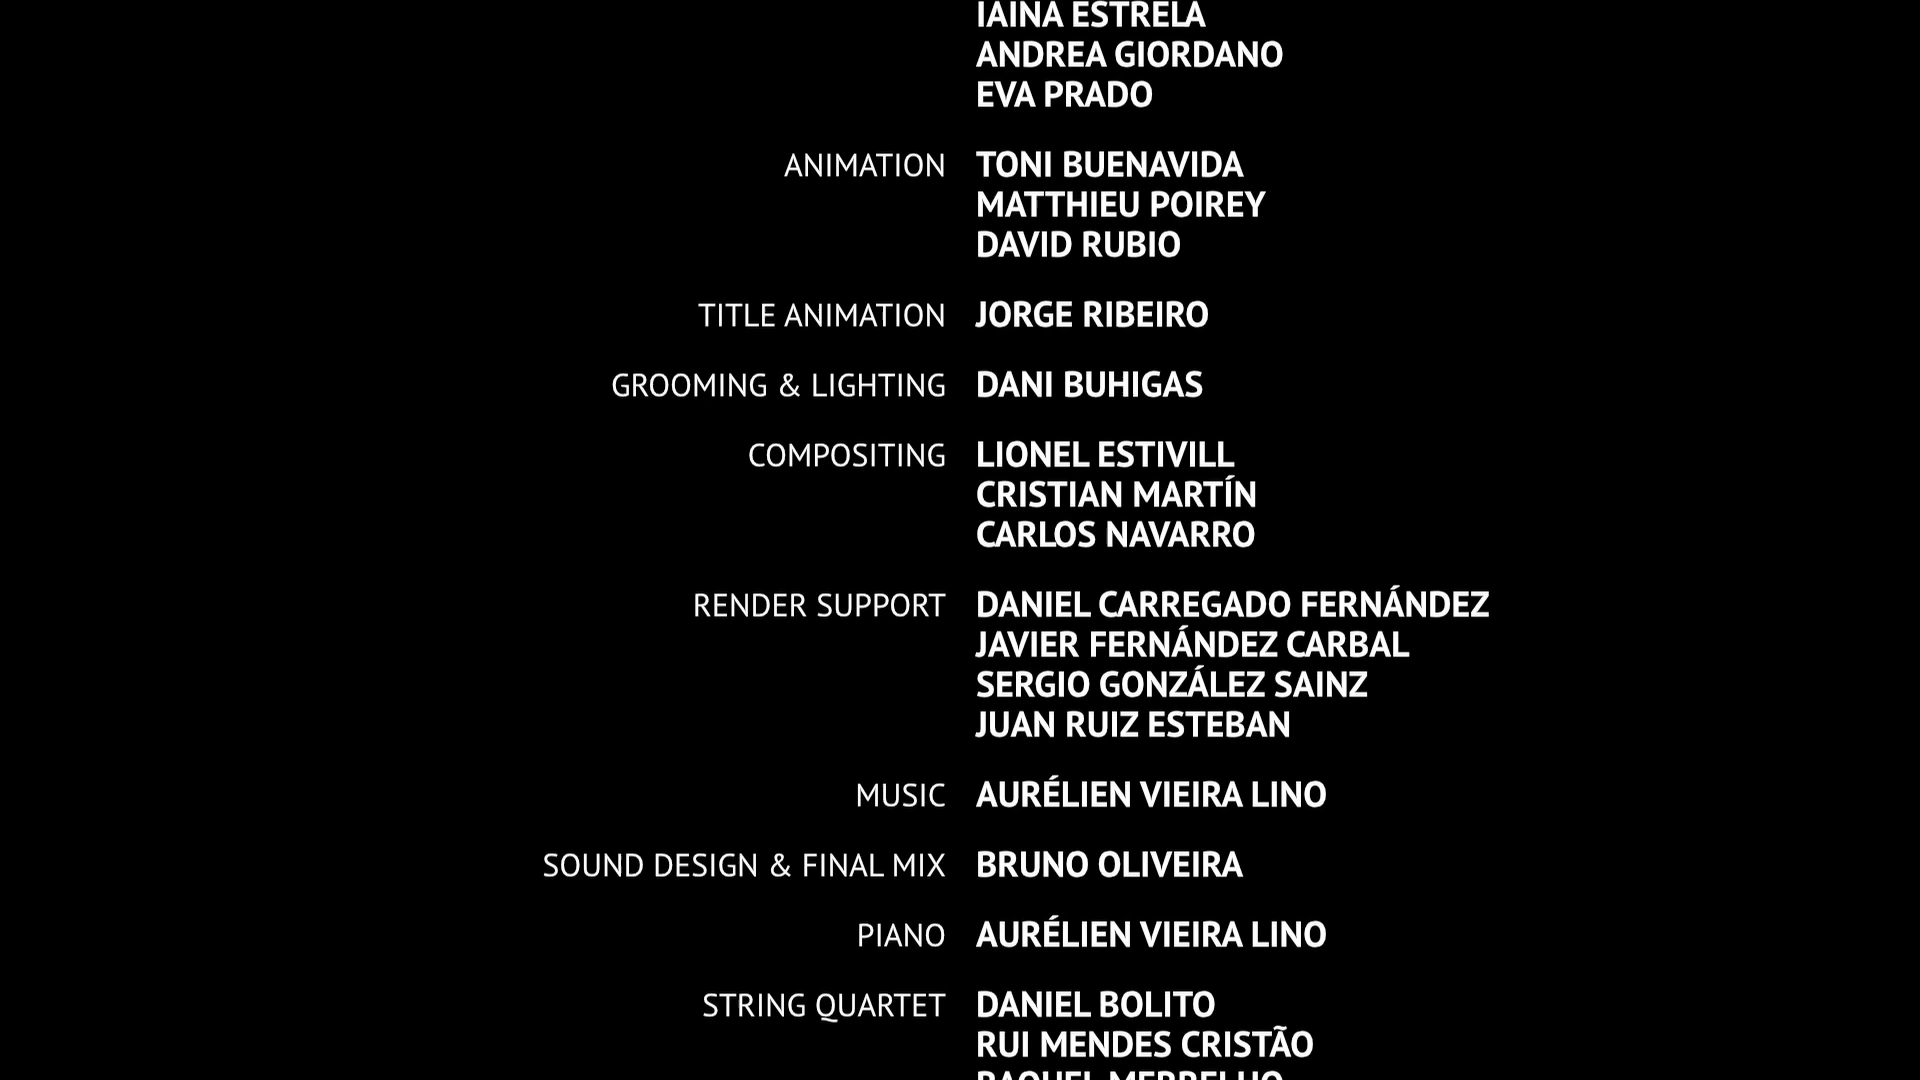 IAINA ESTRELA
ANDREA GIORDANO
EVA PRADO
ANIMATION TONI BUENAVIDA
MATTHIEU POIREY
DAVID RUBIO
TITLE ANIMATION JORGE RIBEIRO
GROOMING & LIGHTING DANI BUHIGAS
COMPOSITING LIONEL ESTIVILL
CRISTIAN MARTÍN
CARLOS NAVARRO
RENDER SUPPORT DANIEL CARREGADO FERNÁNDEZ
JAVIER FERNÁNDEZ CARBAL
SERGIO GONZÁLEZ SAINZ
JUAN RUIZ ESTEBAN
MUSIC AURÉLIEN VIEIRA LINO
SOUND DESIGN & FINAL MIX BRUNO OLIVEIRA
PIANO AURÉLIEN VIEIRA LINO
STRING QUARTET DANIEL BOLITO
RUI MENDES CRISTÃO
RAQUEL